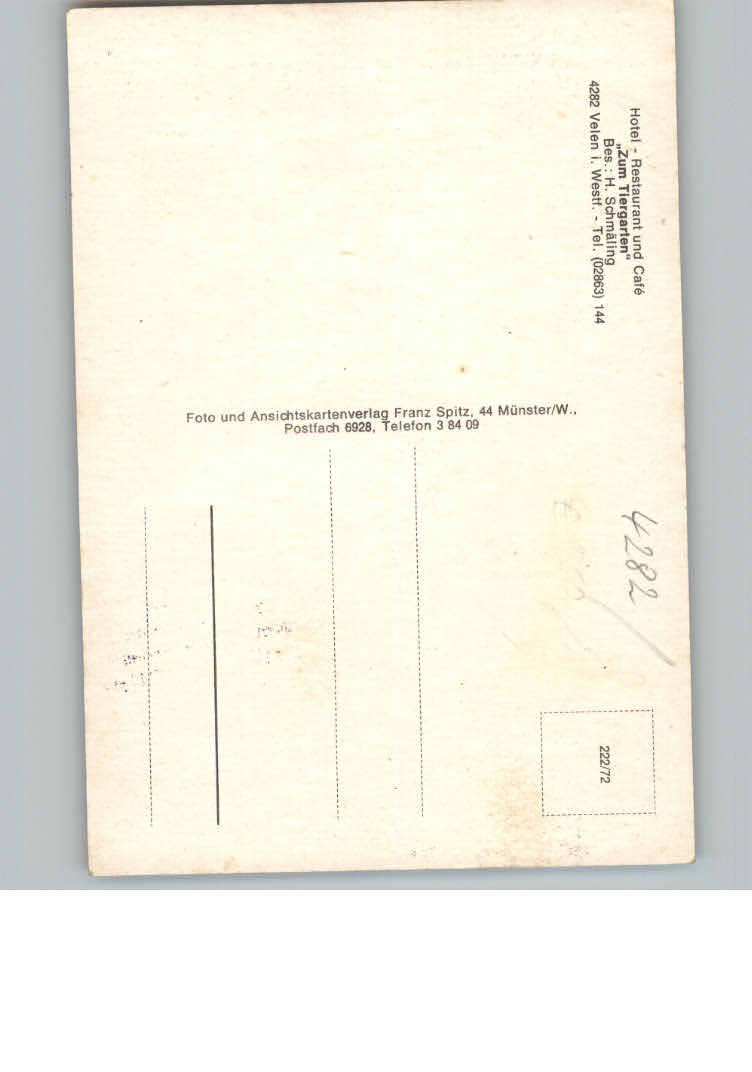 Hotel - Restaurant und Café
„Zum Tiergarten“
Bes.: H. Schmäling
4282 Velen i. Westf. - Tel. (02863) 144
Foto und Ansichtskartenverlag Franz Spitz, 44 Münster/W.,
Postfach 6928, Telefon 3 84 09
4282
222/72